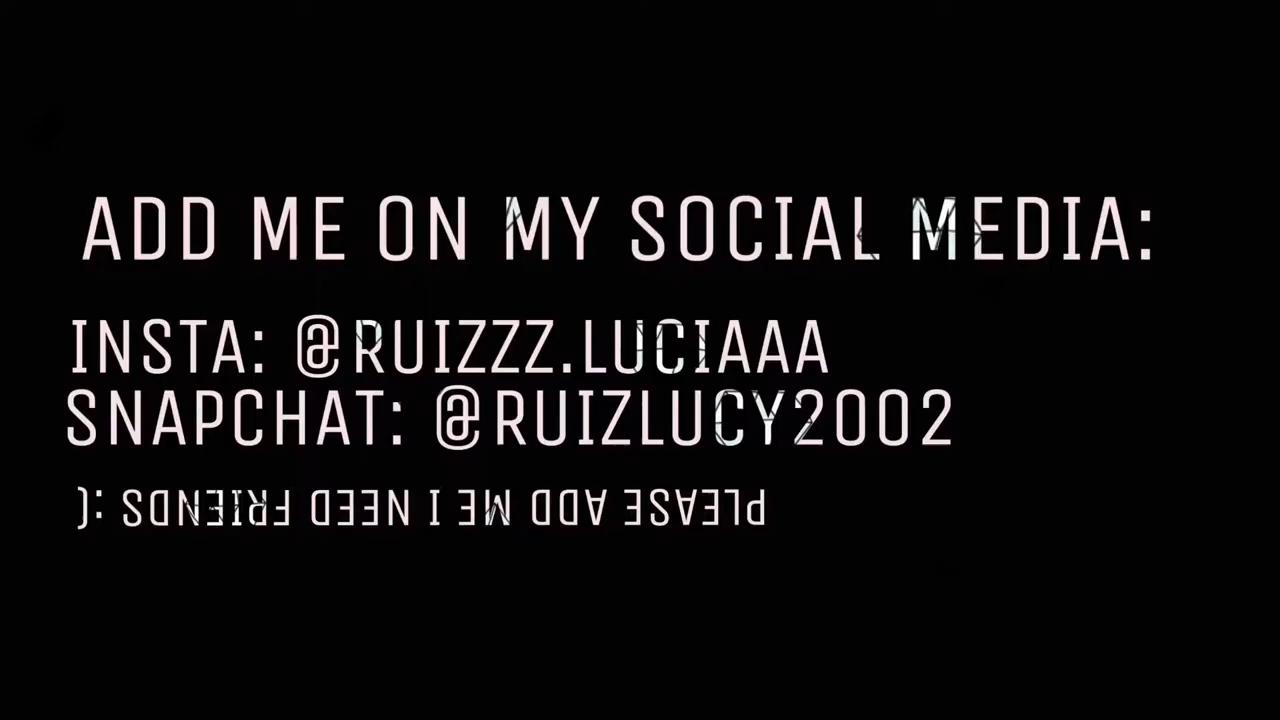 ADD ME ON MY SOCIAL MEDIA:
INSTA: @RUIZZZ.LUCIAAA
SNAPCHAT: @RUIZLUCY2002
PLEASE ADD ME I NEED FRIENDS :(